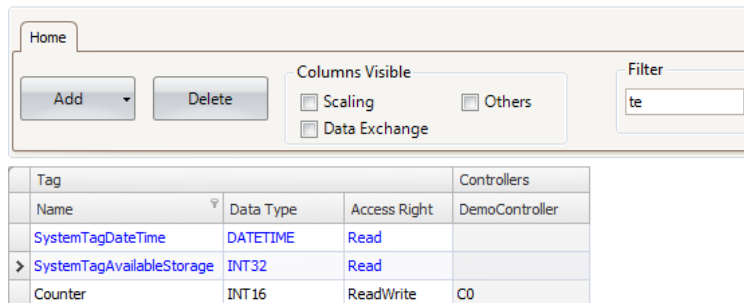 Home
Columns Visible
Filter
Add
Delete
Scaling
Others
te
Data Exchange
Tag Controllers
Name Data Type Access Right DemoController
SystemTagDateTime DATETIME Read
SystemTagAvailableStorage INT32 Read
Counter INT16 ReadWrite C0